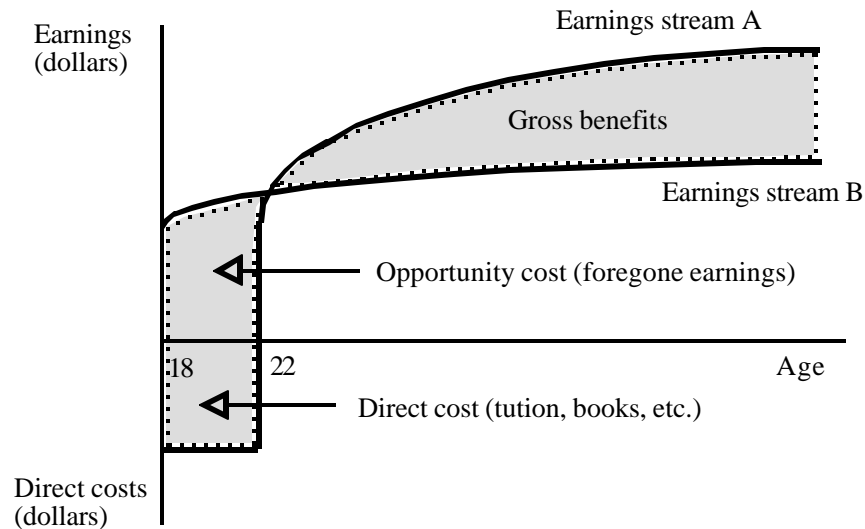 Earnings stream A
Earnings
(dollars)
Gross benefits
Earnings stream B
Opportunity cost (foregone earnings)
18
22
Age
Direct cost (tution, books, etc.)
Direct costs
(dollars)